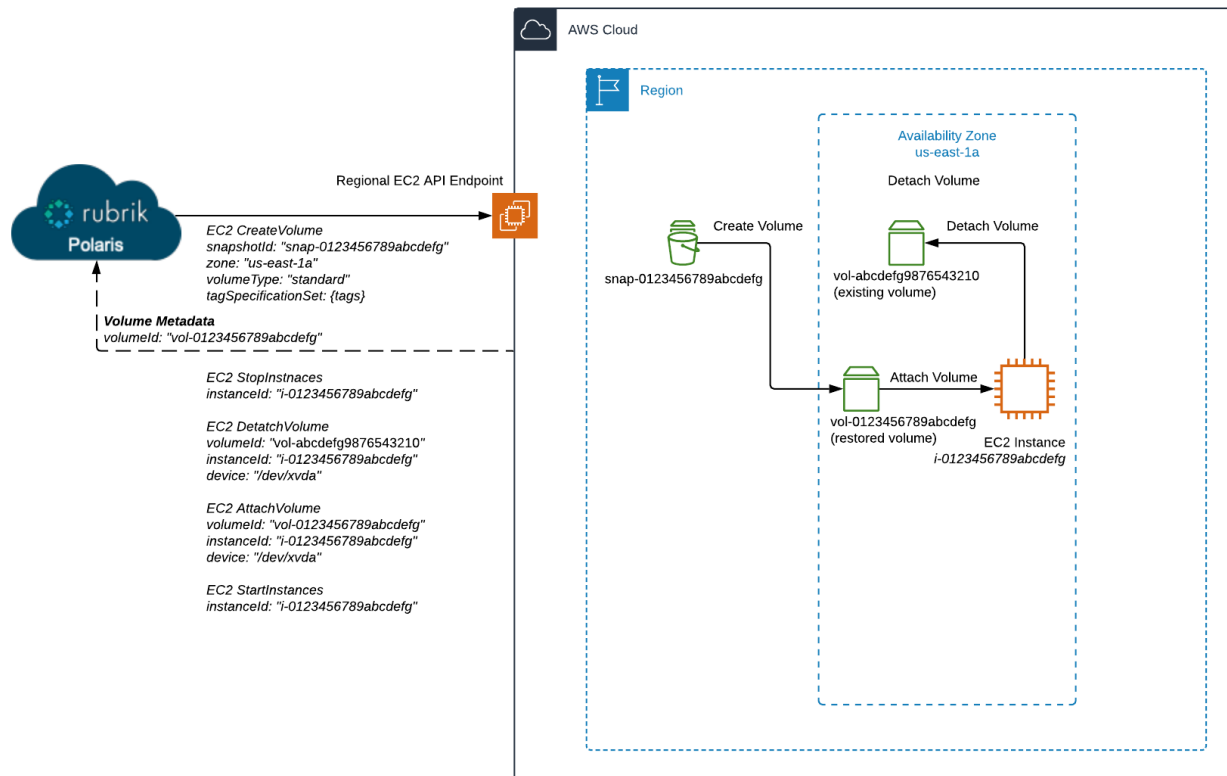 AWS Cloud
Region
Availability Zone
us-east-1a
Detach Volume
Regional EC2 API Endpoint
rubrik
Polaris
EC2 CreateVolume
snapshotId: "snap-0123456789abcdefg"
zone: "us-east-1a"
volumeType: "standard"
tagSpecificationSet: {tags}
Volume Metadata
volumeId: "vol-0123456789abcdefg"
EC2 StopInstnaces
instanceId: "i-0123456789abcdefg"
EC2 DetatchVolume
volumeId: "vol-abcdefg9876543210"
instanceId: "i-0123456789abcdefg"
device: "/dev/xvda"
EC2 AttachVolume
volumeId: "vol-0123456789abcdefg"
instanceId: "i-0123456789abcdefg"
device: "/dev/xvda"
EC2 StartInstances
instanceId: "i-0123456789abcdefg"
Create Volume
snap-0123456789abcdefg
Detach Volume
vol-abcdefg9876543210
(existing volume)
Attach Volume
vol-0123456789abcdefg
(restored volume)
EC2 Instance
i-0123456789abcdefg